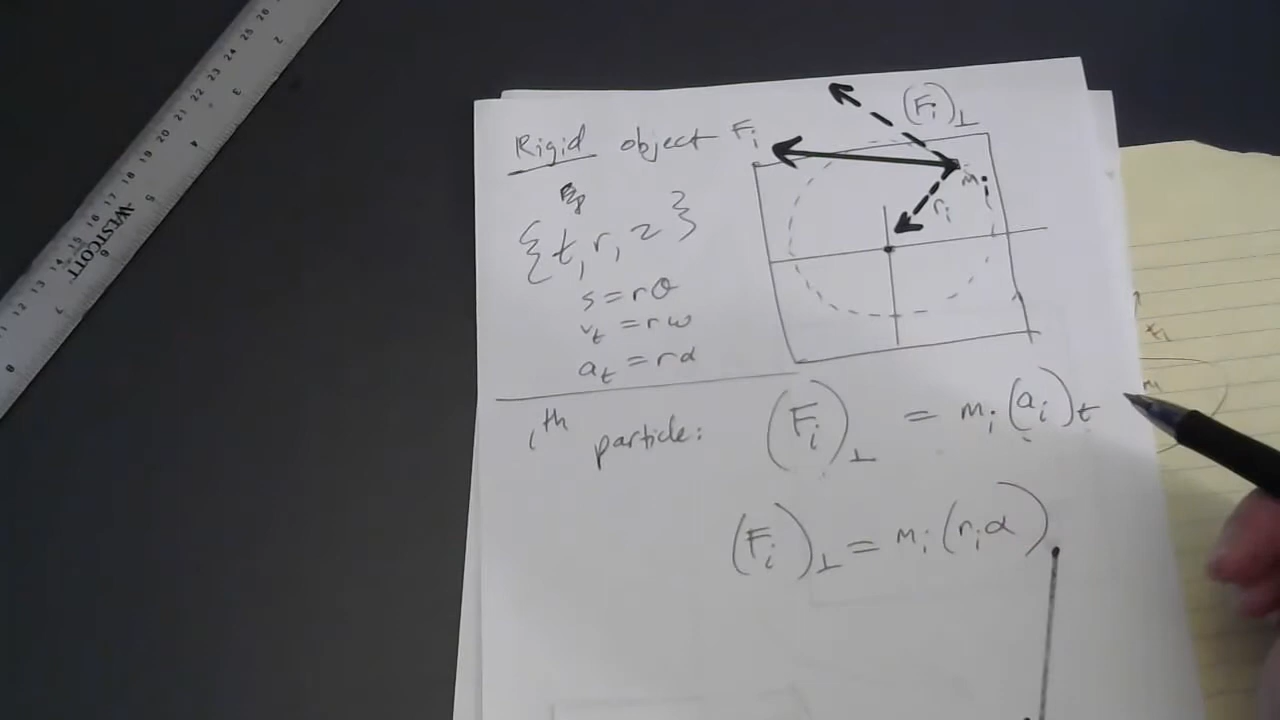 Rigid object
{t, r, z}
s = rθ
v_t = rω
a_t = rα
F_i
(F_i)_⊥
m_i
r_i
i^th particle: (F_i)_⊥ = m_i (a_i)_t
(F_i)_⊥ = m_i (r_i α)
WESTCOTT